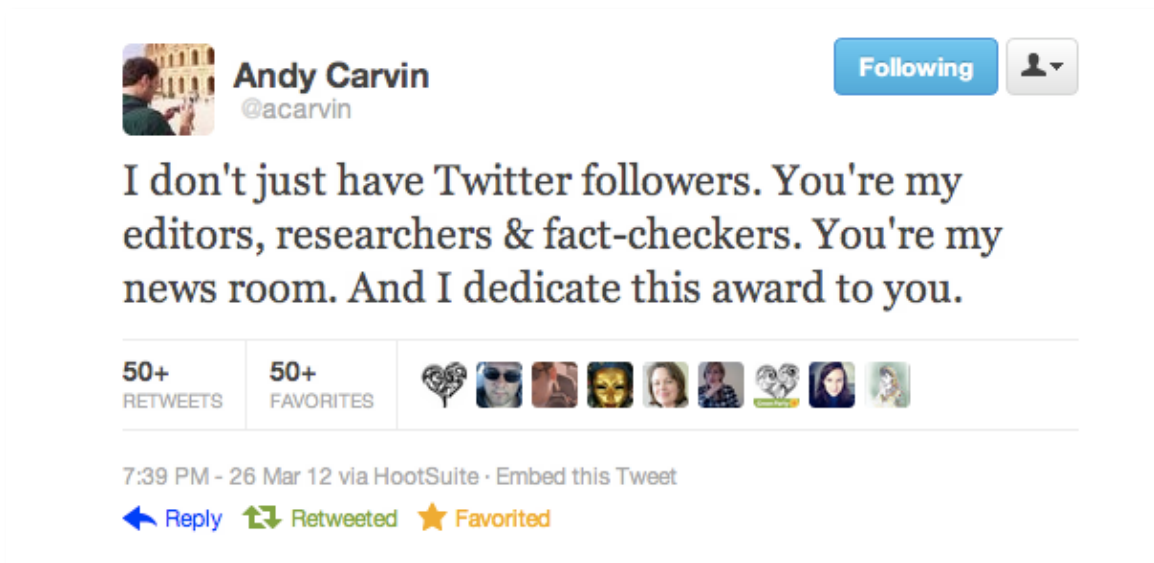 Andy Carvin
@acarvin
Following
I don't just have Twitter followers. You're my
editors, researchers & fact-checkers. You're my
news room. And I dedicate this award to you.
50+
RETWEETS
50+
FAVORITES
7:39 PM - 26 Mar 12 via HootSuite · Embed this Tweet
Reply Retweeted Favorited